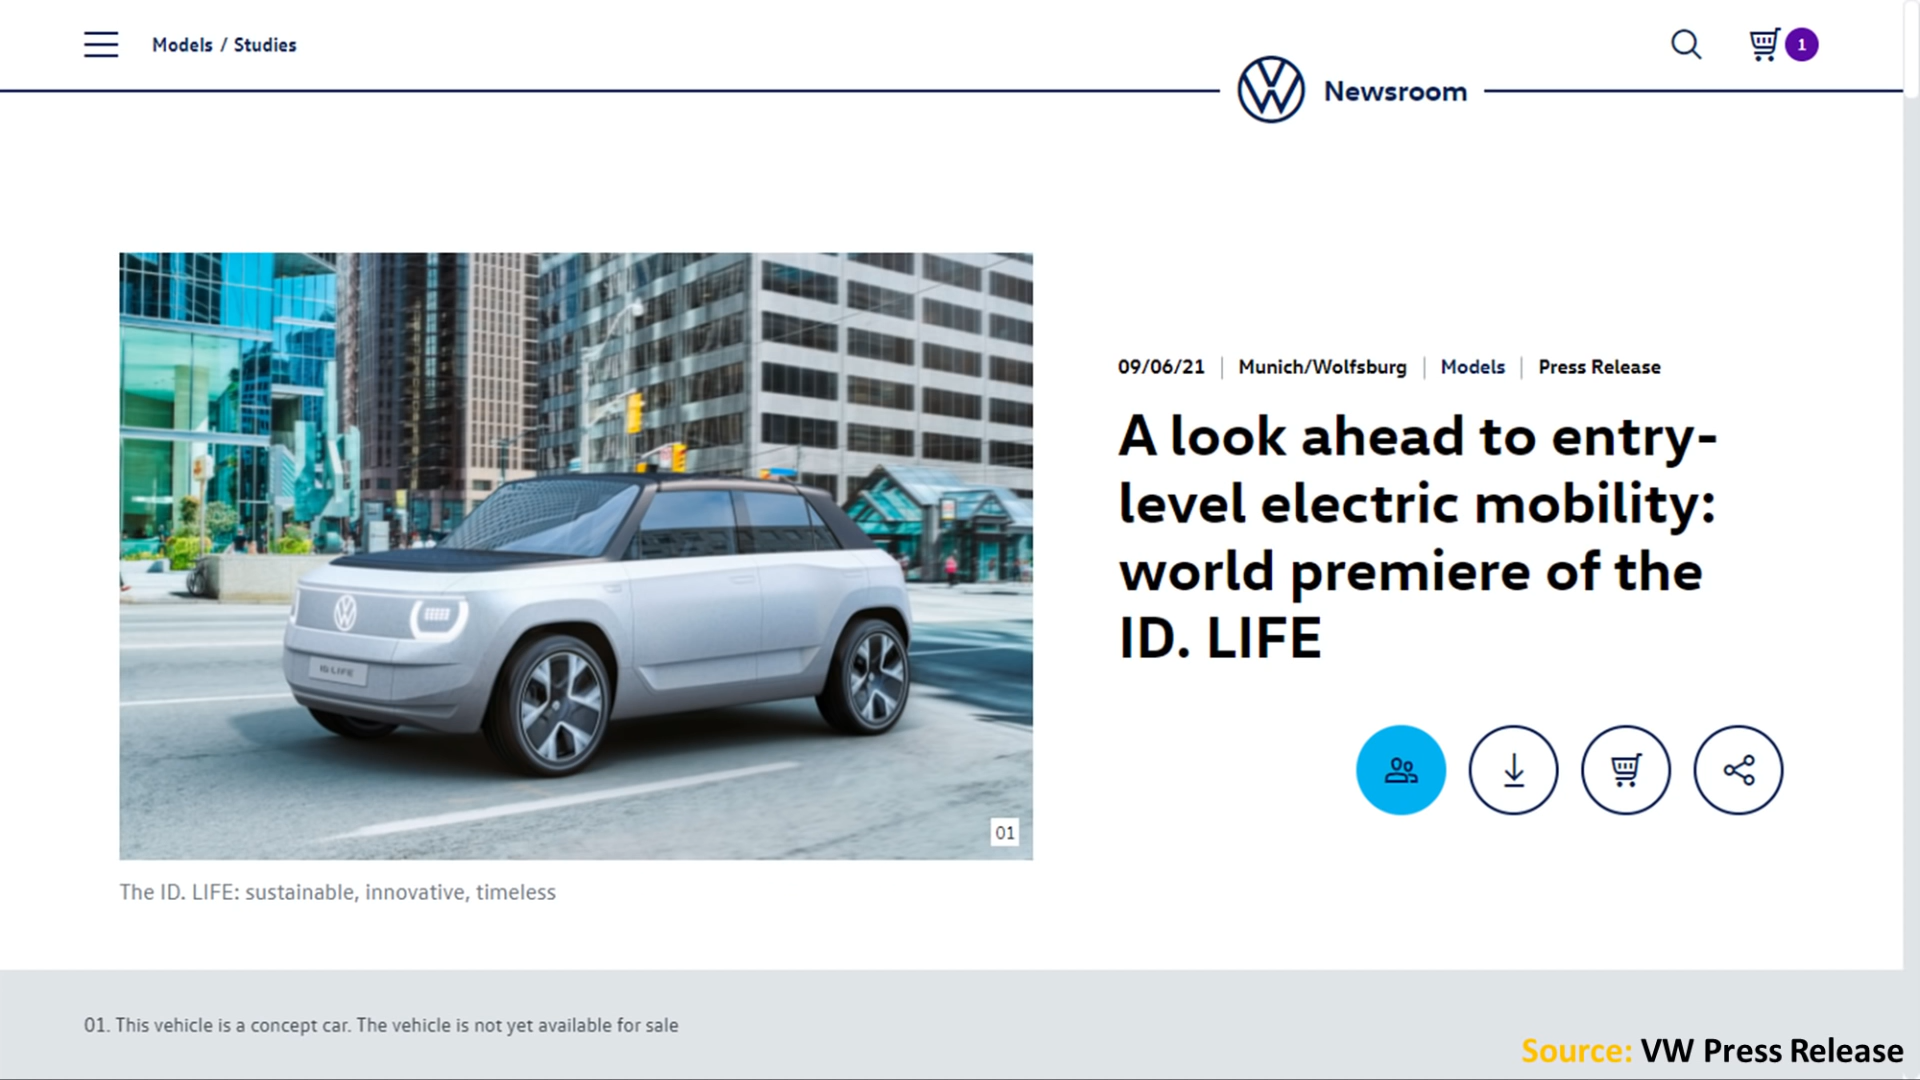 Models / Studies
1
Newsroom
09/06/21 | Munich/Wolfsburg | Models | Press Release
A look ahead to entry-
level electric mobility:
world premiere of the
ID. LIFE
ID. LIFE
01
The ID. LIFE: sustainable, innovative, timeless
01. This vehicle is a concept car. The vehicle is not yet available for sale
Source: VW Press Release